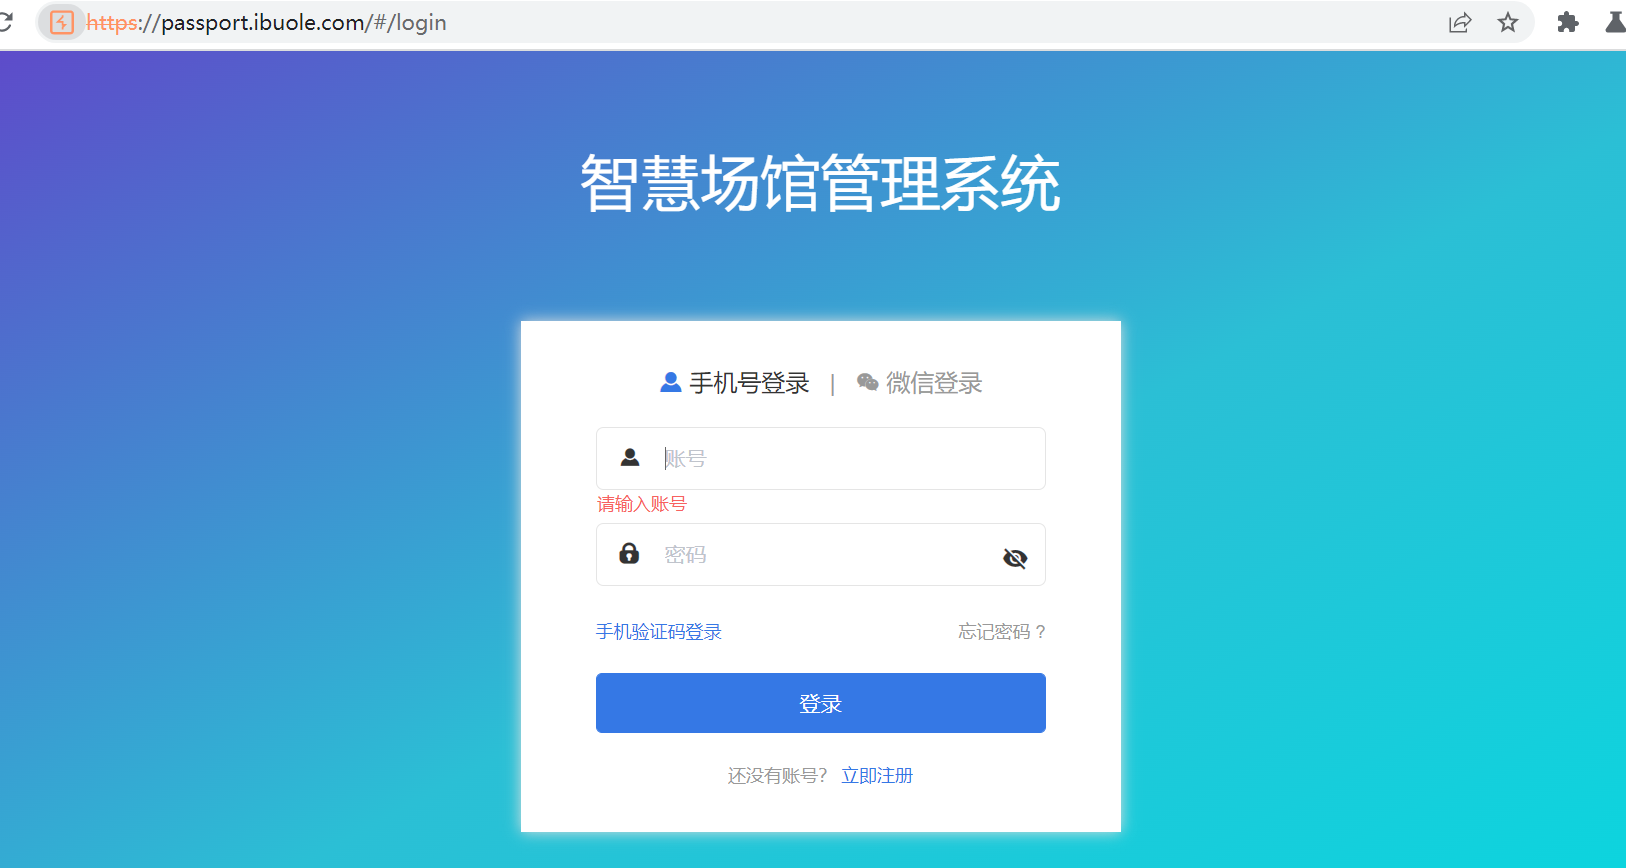 https://passport.ibuole.com/#/login
智慧场馆管理系统
手机号登录 | 微信登录
账号
请输入账号
密码
手机验证码登录 忘记密码 ?
登录
还没有账号? 立即注册